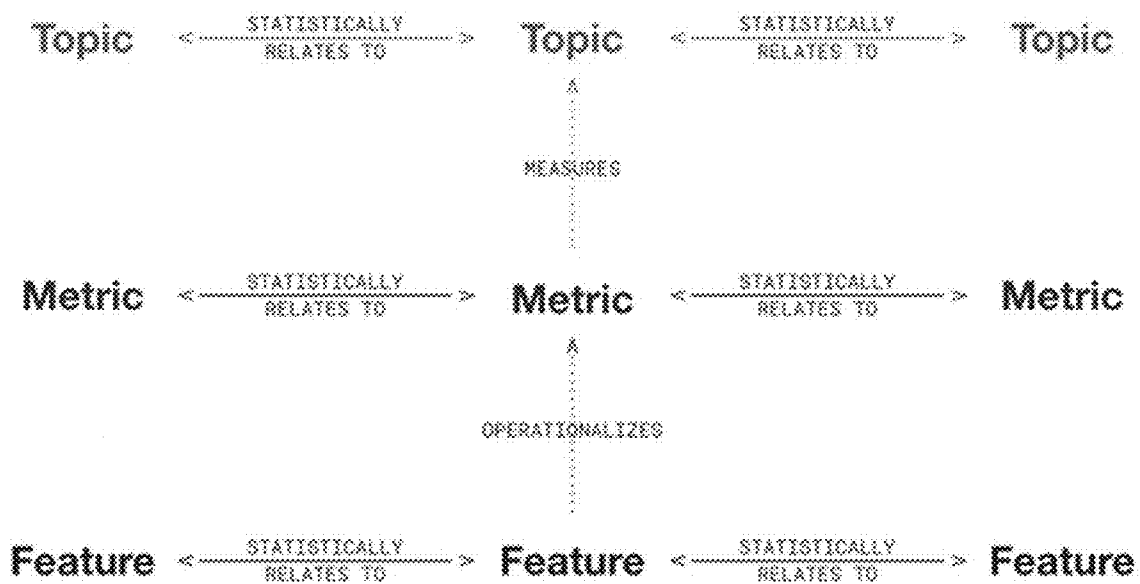 Topic STATISTICALLY Topic STATISTICALLY Topic
RELATES TO RELATES TO
MEASURES
Metric STATISTICALLY Metric STATISTICALLY Metric
RELATES TO RELATES TO
OPERATIONALIZES
Feature STATISTICALLY Feature STATISTICALLY Feature
RELATES TO RELATES TO